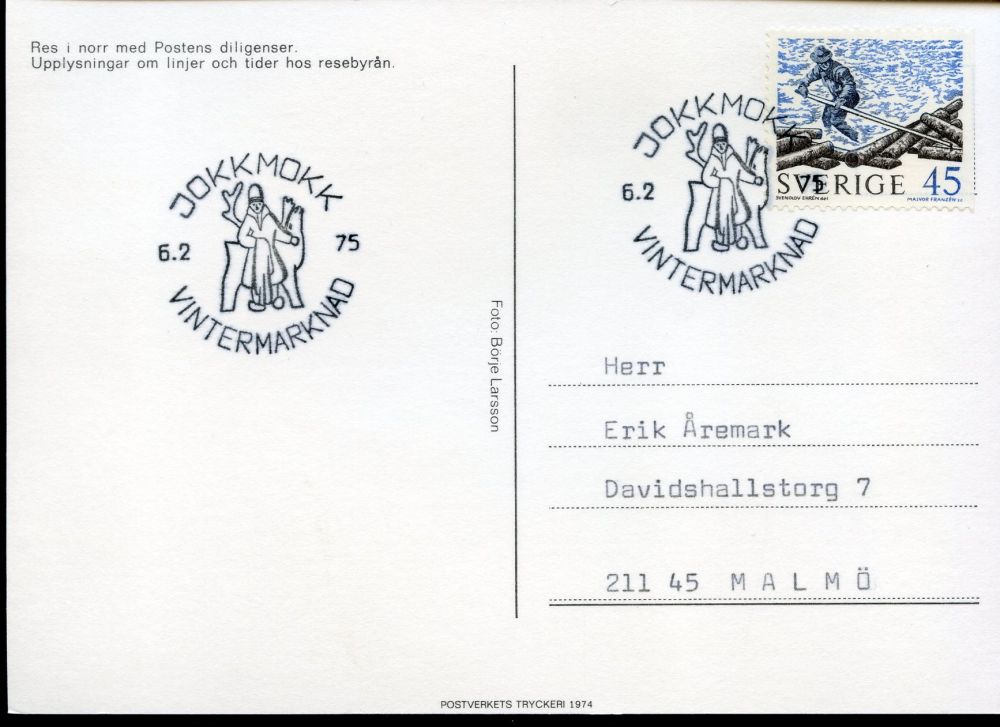 Res i norr med Postens diligenser.
Upplysningar om linjer och tider hos resebyrån.
JOKKMOKK
6.2 75
VINTERMARKNAD
JOKKMOKK
6.2 75
VINTERMARKNAD
SVERIGE 45
SVENOLOV EHRÉN del. MAJVOR FRANZÉN sc.
Foto: Börje Larsson
Herr
Erik Åremark
Davidshallstorg 7
211 45 MALMÖ
POSTVERKETS TRYCKERI 1974